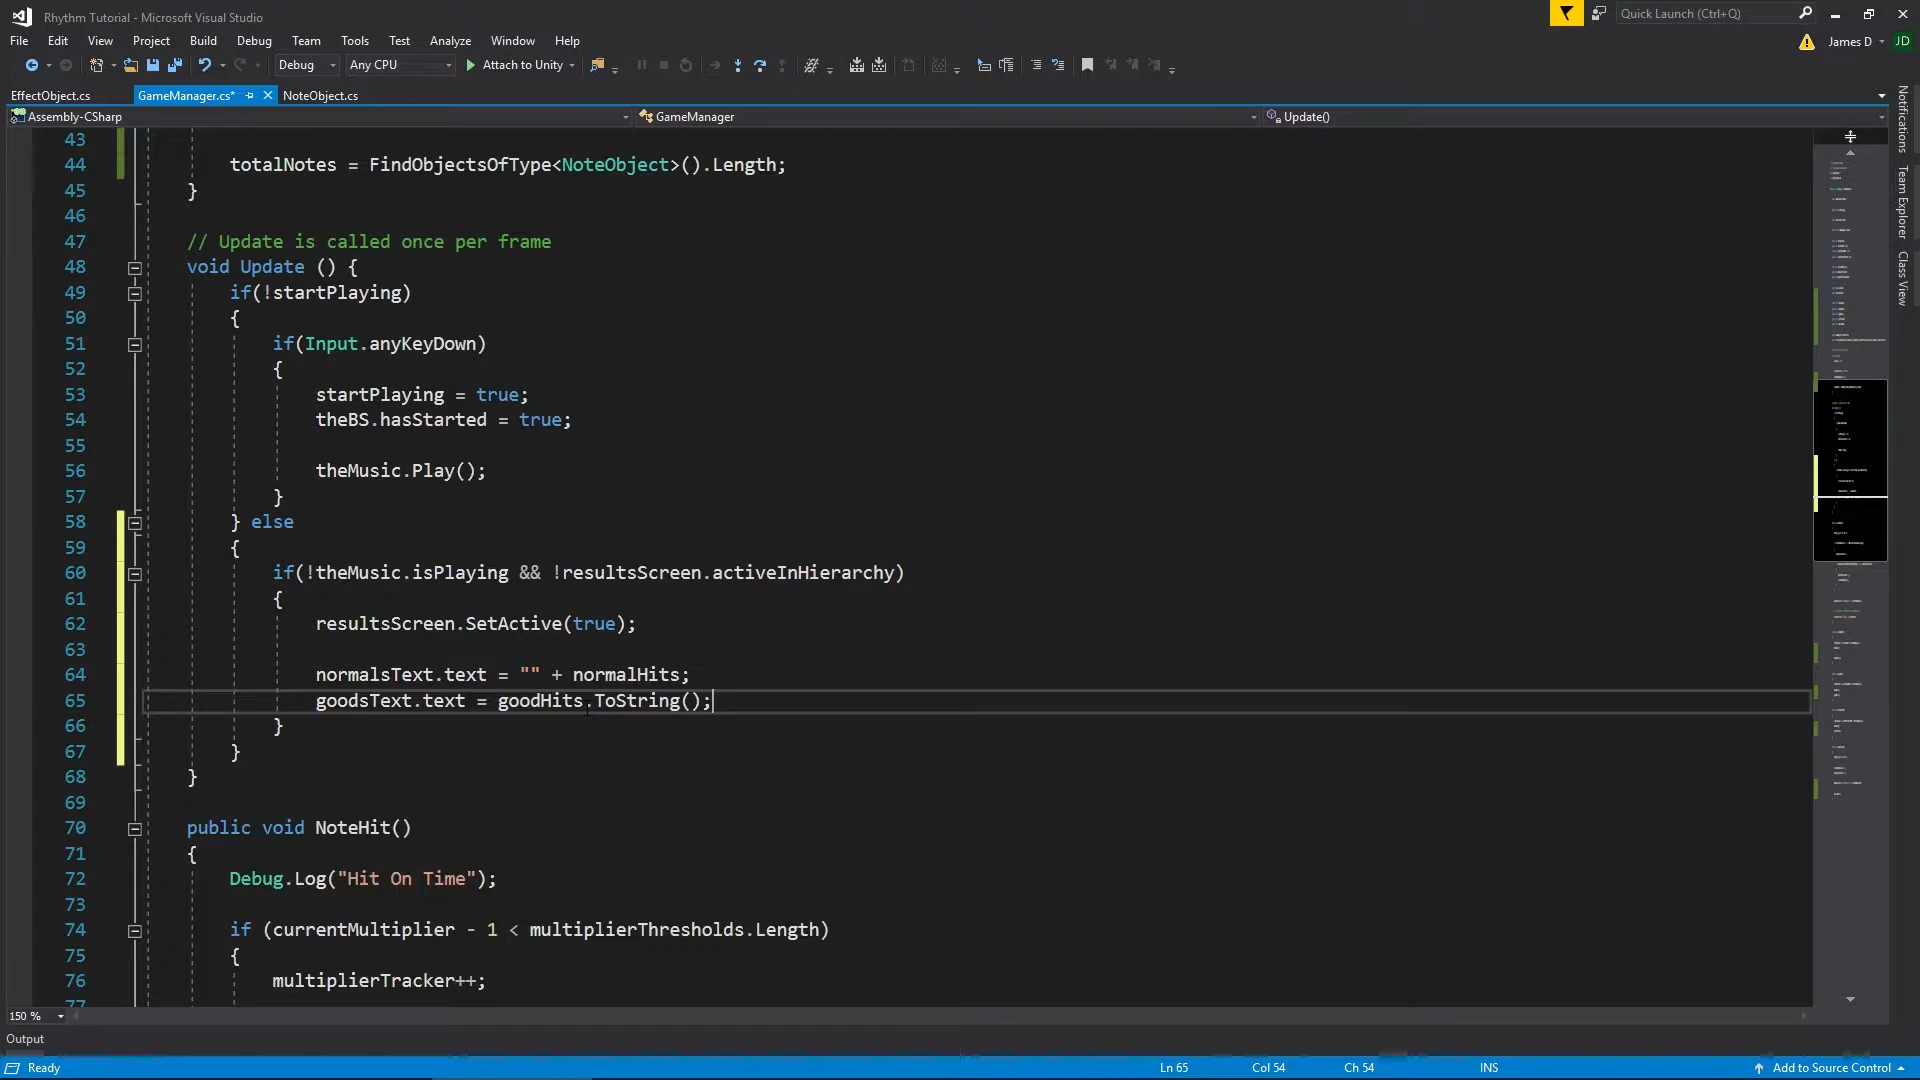 Rhythm Tutorial - Microsoft Visual Studio
Quick Launch (Ctrl+Q)
File Edit View Project Build Debug Team Tools Test Analyze Window Help
James D JD
Debug Any CPU Attach to Unity
EffectObject.cs GameManager.cs* NoteObject.cs
Assembly-CSharp GameManager Update()
43
44 totalNotes = FindObjectsOfType<NoteObject>().Length;
45 }
46
47 // Update is called once per frame
48 void Update () {
49 if(!startPlaying)
50 {
51 if(Input.anyKeyDown)
52 {
53 startPlaying = true;
54 theBS.hasStarted = true;
55
56 theMusic.Play();
57 }
58 } else
59 {
60 if(!theMusic.isPlaying && !resultsScreen.activeInHierarchy)
61 {
62 resultsScreen.SetActive(true);
63
64 normalsText.text = "" + normalHits;
65 goodsText.text = goodHits.ToString();
66 }
67 }
68 }
69
70 public void NoteHit()
71 {
72 Debug.Log("Hit On Time");
73
74 if (currentMultiplier - 1 < multiplierThresholds.Length)
75 {
76 multiplierTracker++;
77
150 %
Output
Ready Ln 65 Col 54 Ch 54 INS Add to Source Control
Notifications
Team Explorer
Class View